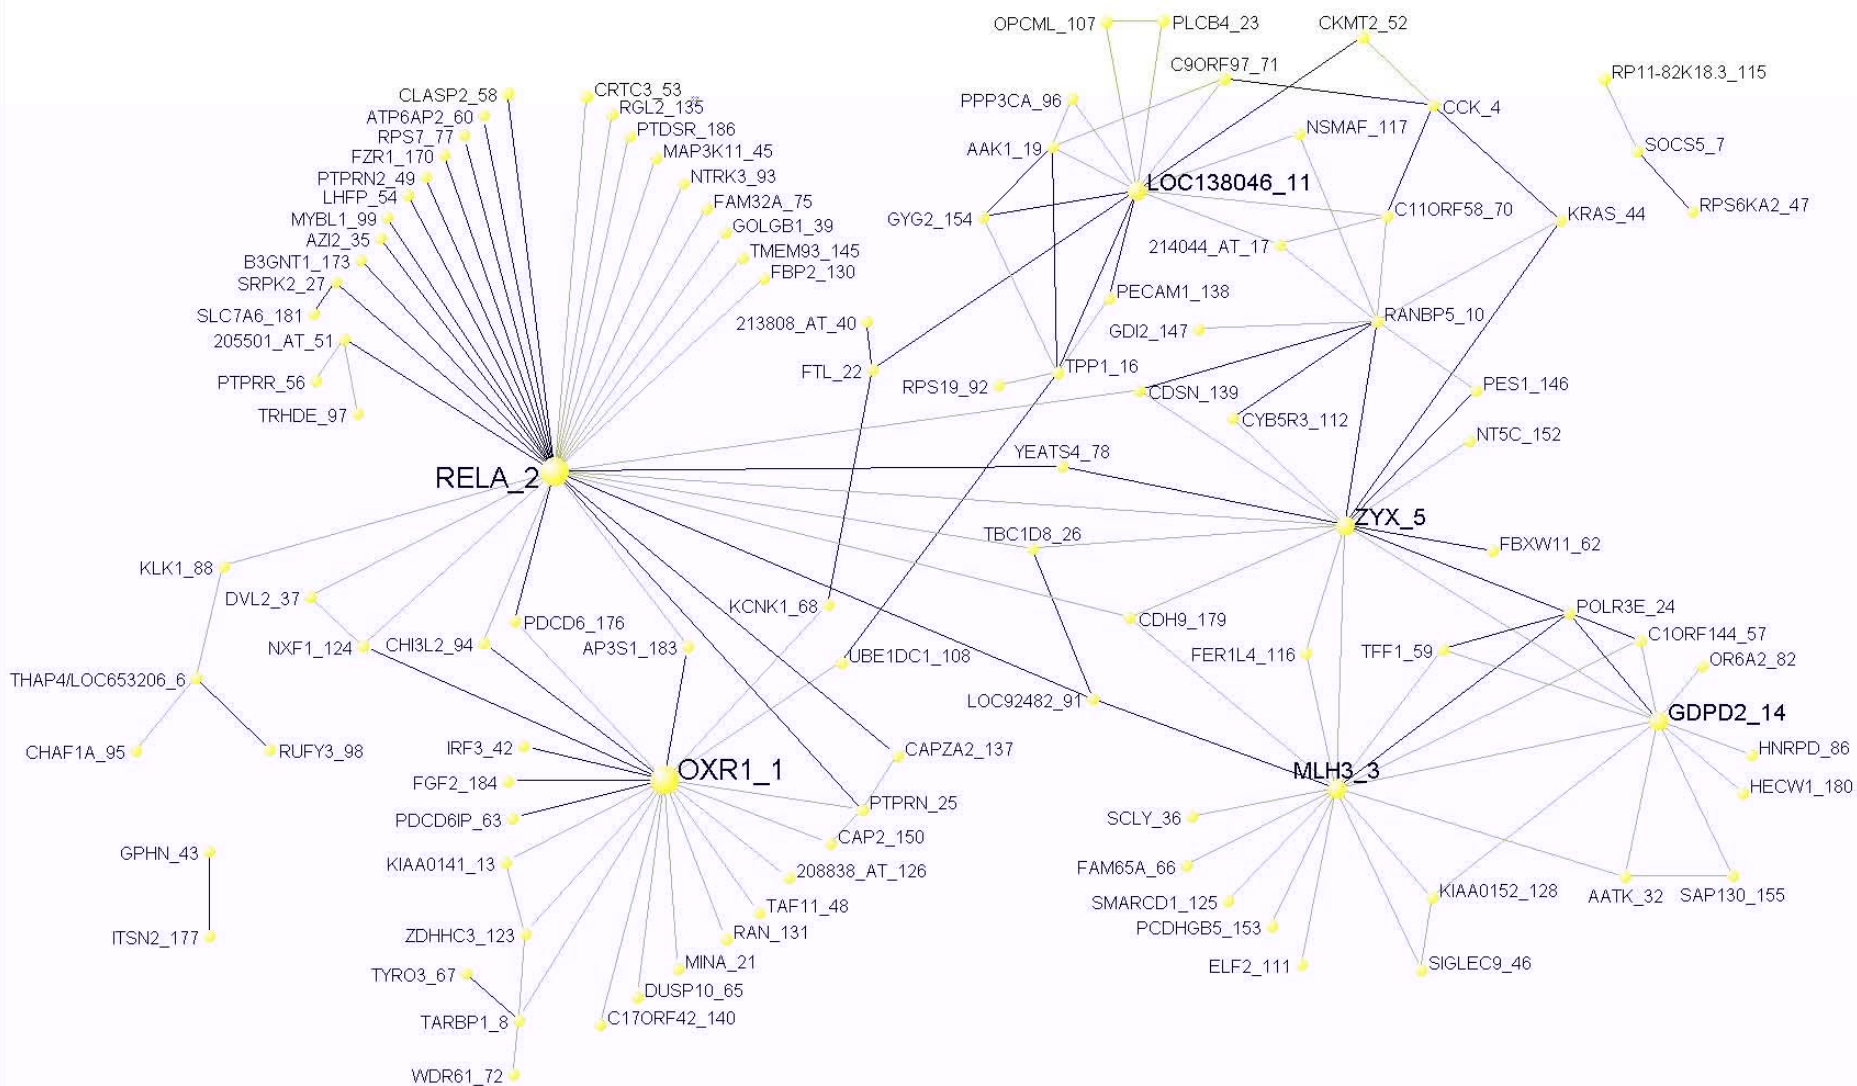 OPCML_107
PLCB4_23
CKMT2_52
C9ORF97_71
RP11-82K18.3_115
CLASP2_58
CRTC3_53
PPP3CA_96
CCK_4
ATP6AP2_60
RGL2_135
RPS7_77
PTDSR_186
NSMAF_117
FZR1_170
MAP3K11_45
AAK1_19
SOCS5_7
PTPRN2_49
NTRK3_93
LOC138046_11
LHFP_54
FAM32A_75
MYBL1_99
GOLGB1_39
GYG2_154
C11ORF58_70
KRAS_44
RPS6KA2_47
AZI2_35
TMEM93_145
214044_AT_17
B3GNT1_173
FBP2_130
SRPK2_27
PECAM1_138
SLC7A6_181
213808_AT_40
GDI2_147
RANBP5_10
205501_AT_51
FTL_22
TPP1_16
PTPRR_56
RPS19_92
CDSN_139
PES1_146
TRHDE_97
CYB5R3_112
NT5C_152
YEATS4_78
RELA_2
ZYX_5
TBC1D8_26
FBXW11_62
KLK1_88
DVL2_37
KCNK1_68
POLR3E_24
PDCD6_176
CDH9_179
C1ORF144_57
NXF1_124
CHI3L2_94
AP3S1_183
UBE1DC1_108
FER1L4_116
TFF1_59
OR6A2_82
THAP4/LOC653206_6
LOC92482_91
GDPD2_14
CHAF1A_95
RUFY3_98
IRF3_42
CAPZA2_137
HNRPD_86
OXR1_1
MLH3_3
FGF2_184
HECW1_180
PTPRN_25
PDCD6IP_63
SCLY_36
CAP2_150
GPHN_43
KIAA0141_13
208838_AT_126
FAM65A_66
KIAA0152_128
AATK_32
SAP130_155
SMARCD1_125
TAF11_48
PCDHGB5_153
ITSN2_177
ZDHHC3_123
RAN_131
MINA_21
ELF2_111
SIGLEC9_46
TYRO3_67
DUSP10_65
TARBP1_8
C17ORF42_140
WDR61_72